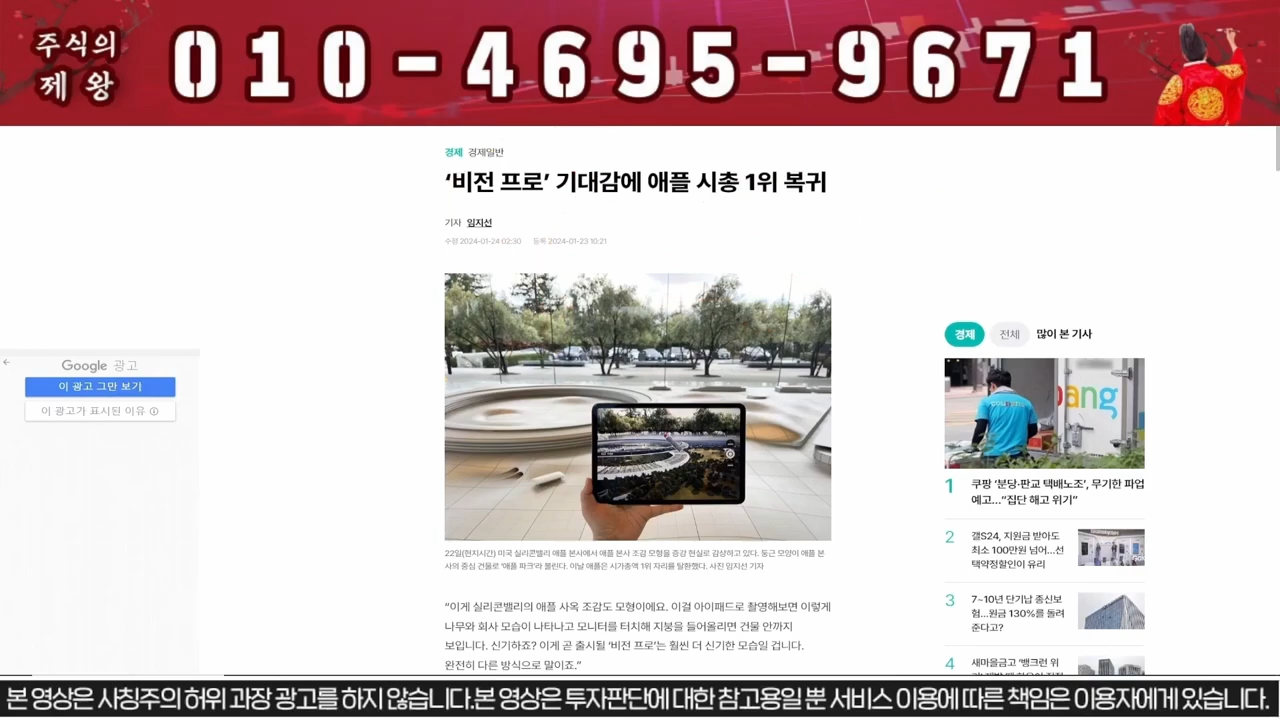 주식의
제 왕
010-4695-9671
경제 경제일반
‘비전 프로’ 기대감에 애플 시총 1위 복귀
기자 임지선
수정 2024-01-24 02:30 등록 2024-01-23 10:21
Google 광고
이 광고 그만 보기
이 광고가 표시된 이유
22일(현지시간) 미국 실리콘밸리 애플 본사에서 애플 본사 조감 모형을 증강 현실로 감상하고 있다. 둥근 모양이 애플 본
사의 중심 건물로 ‘애플 파크’라 불린다. 이날 애플은 시가총액 1위 자리를 탈환했다. 사진 임지선 기자
“이게 실리콘밸리의 애플 사옥 조감도 모형이에요. 이걸 아이패드로 촬영해보면 이렇게
나무와 회사 모습이 나타나고 모니터를 터치해 지붕을 들어올리면 건물 안까지
보입니다. 신기하죠? 이게 곧 출시될 ‘비전 프로’는 훨씬 더 신기한 모습일 겁니다.
완전히 다른 방식으로 말이죠.”
경제 전체 많이 본 기사
ang
1 쿠팡 ‘분당·판교 택배노조’, 무기한 파업
예고…“집단 해고 위기”
2 갤S24, 지원금 받아도
최소 100만원 넘어…선
택약정할인이 유리
3 7~10년 단기납 종신보
험…원금 130%를 돌려
준다고?
4 새마을금고 ‘뱅크런 위
본 영상은 사칭주의 허위 과장 광고를 하지 않습니다.본 영상은 투자판단에 대한 참고용일 뿐 서비스 이용에 따른 책임은 이용자에게 있습니다.